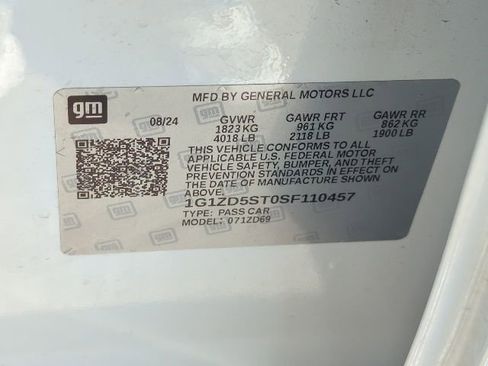 gm
MFD BY GENERAL MOTORS LLC
08/24 GVWR GAWR FRT GAWR RR
1823 KG 961 KG 862 KG
4018 LB 2118 LB 1900 LB
THIS VEHICLE CONFORMS TO ALL
APPLICABLE U.S. FEDERAL MOTOR
VEHICLE SAFETY, BUMPER, AND THEFT
PREVENTION STANDARDS IN EFFECT ON
THE DATE OF MANUFACTURE SHOWN
ABOVE.
1G1ZD5ST0SF110457
TYPE: PASS CAR
MODEL: 071ZD69